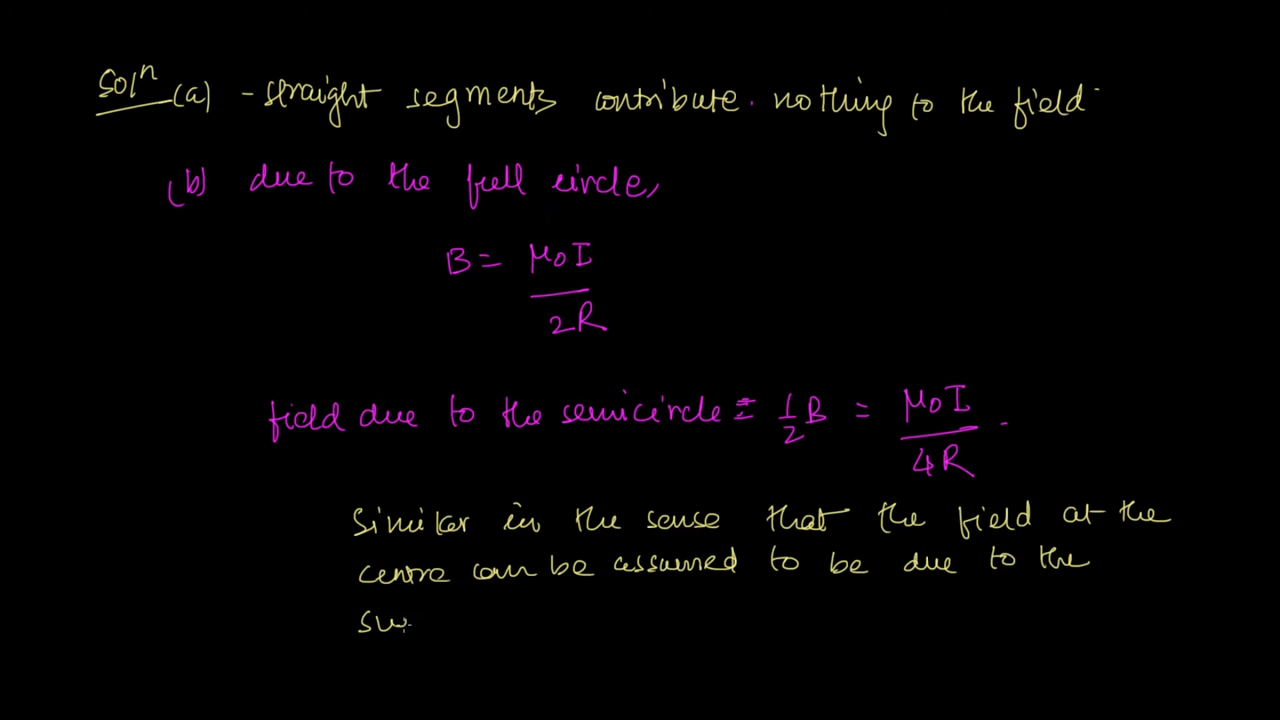 Solⁿ (a) - straight segments contribute nothing to the field
(b) due to the full circle,
B = μ₀I / 2R
field due to the semicircle = 1/2 B = μ₀I / 4R .
Similar in the sense that the field at the
centre can be assumed to be due to the